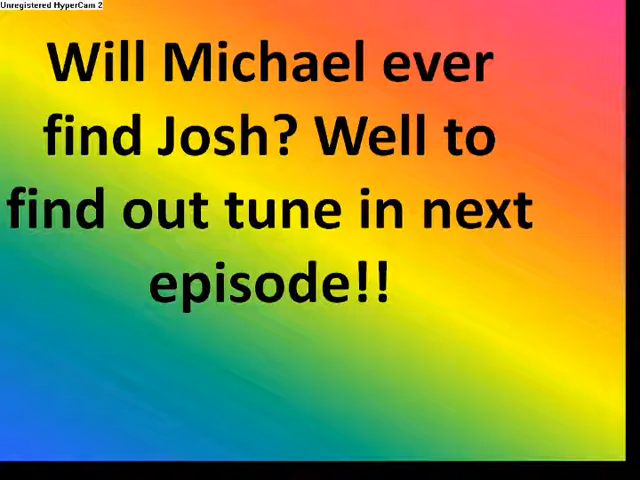 Unregistered HyperCam 2
Will Michael ever
find Josh? Well to
find out tune in next
episode!!